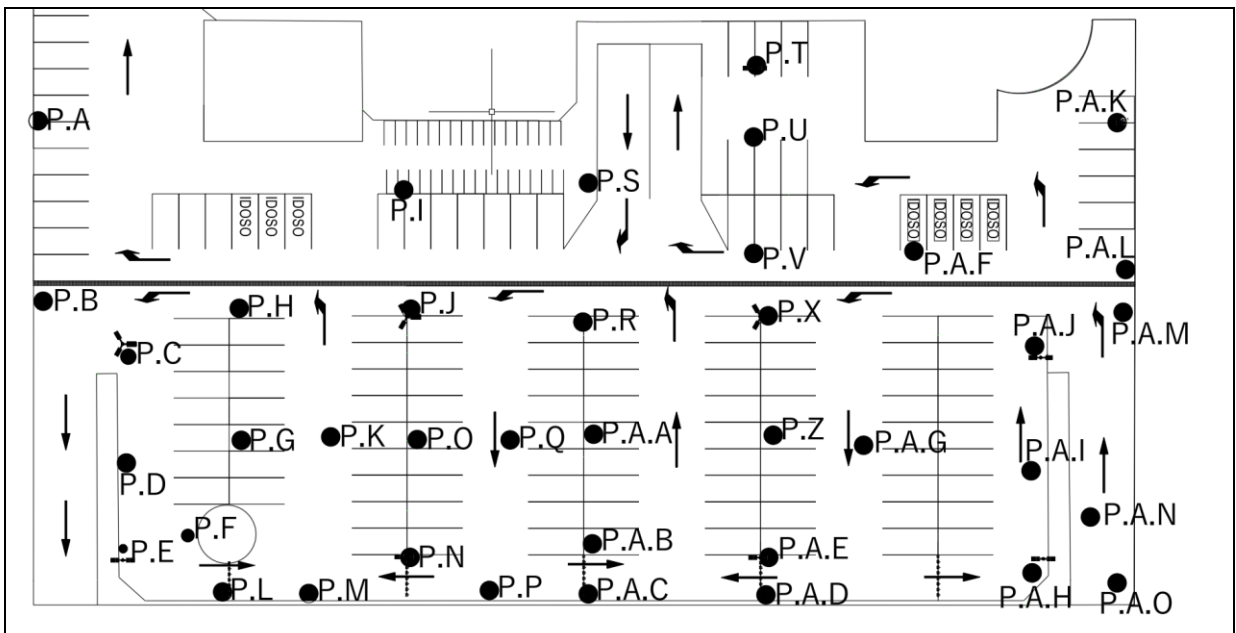 P.T
P.A
P.A.K
P.U
P.S
P.I
IDOSO
IDOSO
IDOSO
IDOSO
IDOSO
IDOSO
IDOSO
P.V
P.A.F
P.A.L
P.B
P.H
P.J
P.R
P.X
P.A.J
P.A.M
P.C
P.G
P.K
P.O
P.Q
P.A.A
P.Z
P.A.G
P.A.I
P.D
P.A.N
P.F
P.E
P.N
P.A.B
P.A.E
P.L
P.M
P.P
P.A.C
P.A.D
P.A.H
P.A.O